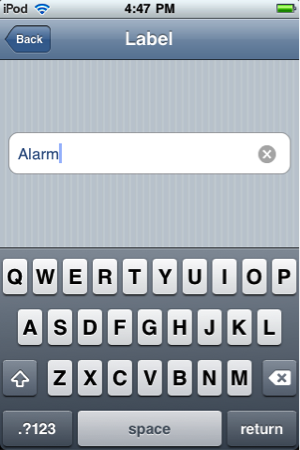 iPod 4:47 PM
Back Label
Alarm
Q W E R T Y U I O P
A S D F G H J K L
Z X C V B N M
.?123 space return